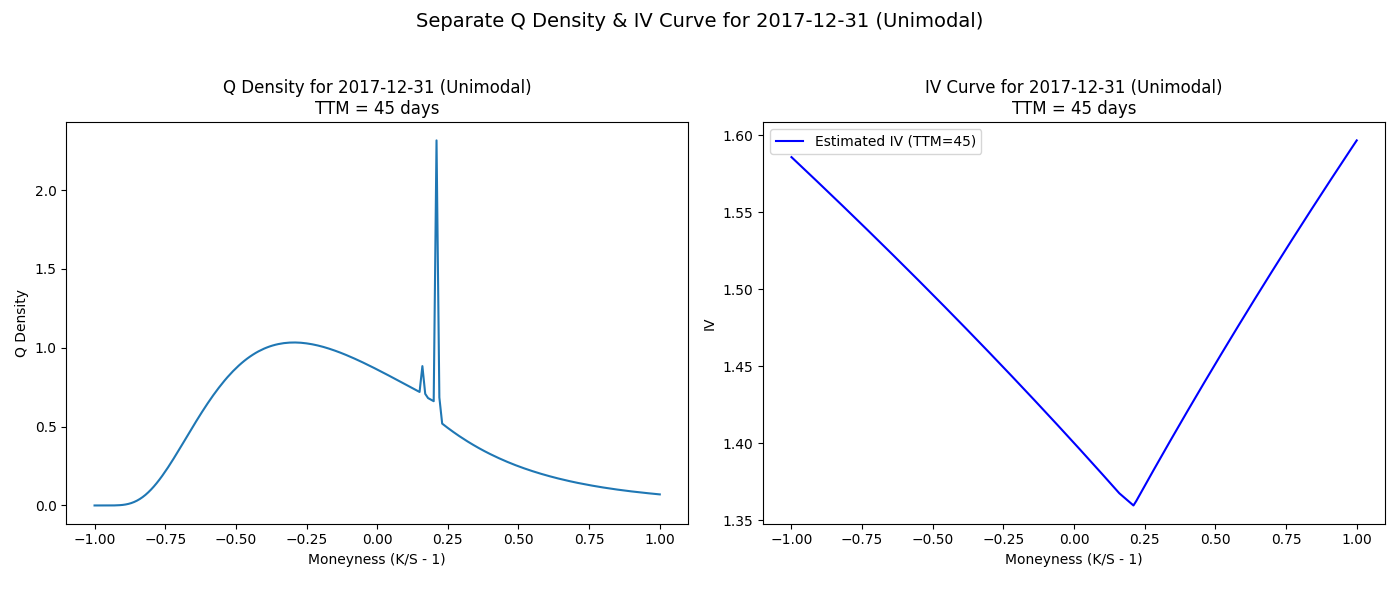 Separate Q Density & IV Curve for 2017-12-31 (Unimodal)
Q Density for 2017-12-31 (Unimodal)
TTM = 45 days
Q Density
2.0
1.5
1.0
0.5
0.0
−1.00 −0.75 −0.50 −0.25 0.00 0.25 0.50 0.75 1.00
Moneyness (K/S - 1)
IV Curve for 2017-12-31 (Unimodal)
TTM = 45 days
Estimated IV (TTM=45)
IV
1.60
1.55
1.50
1.45
1.40
1.35
−1.00 −0.75 −0.50 −0.25 0.00 0.25 0.50 0.75 1.00
Moneyness (K/S - 1)